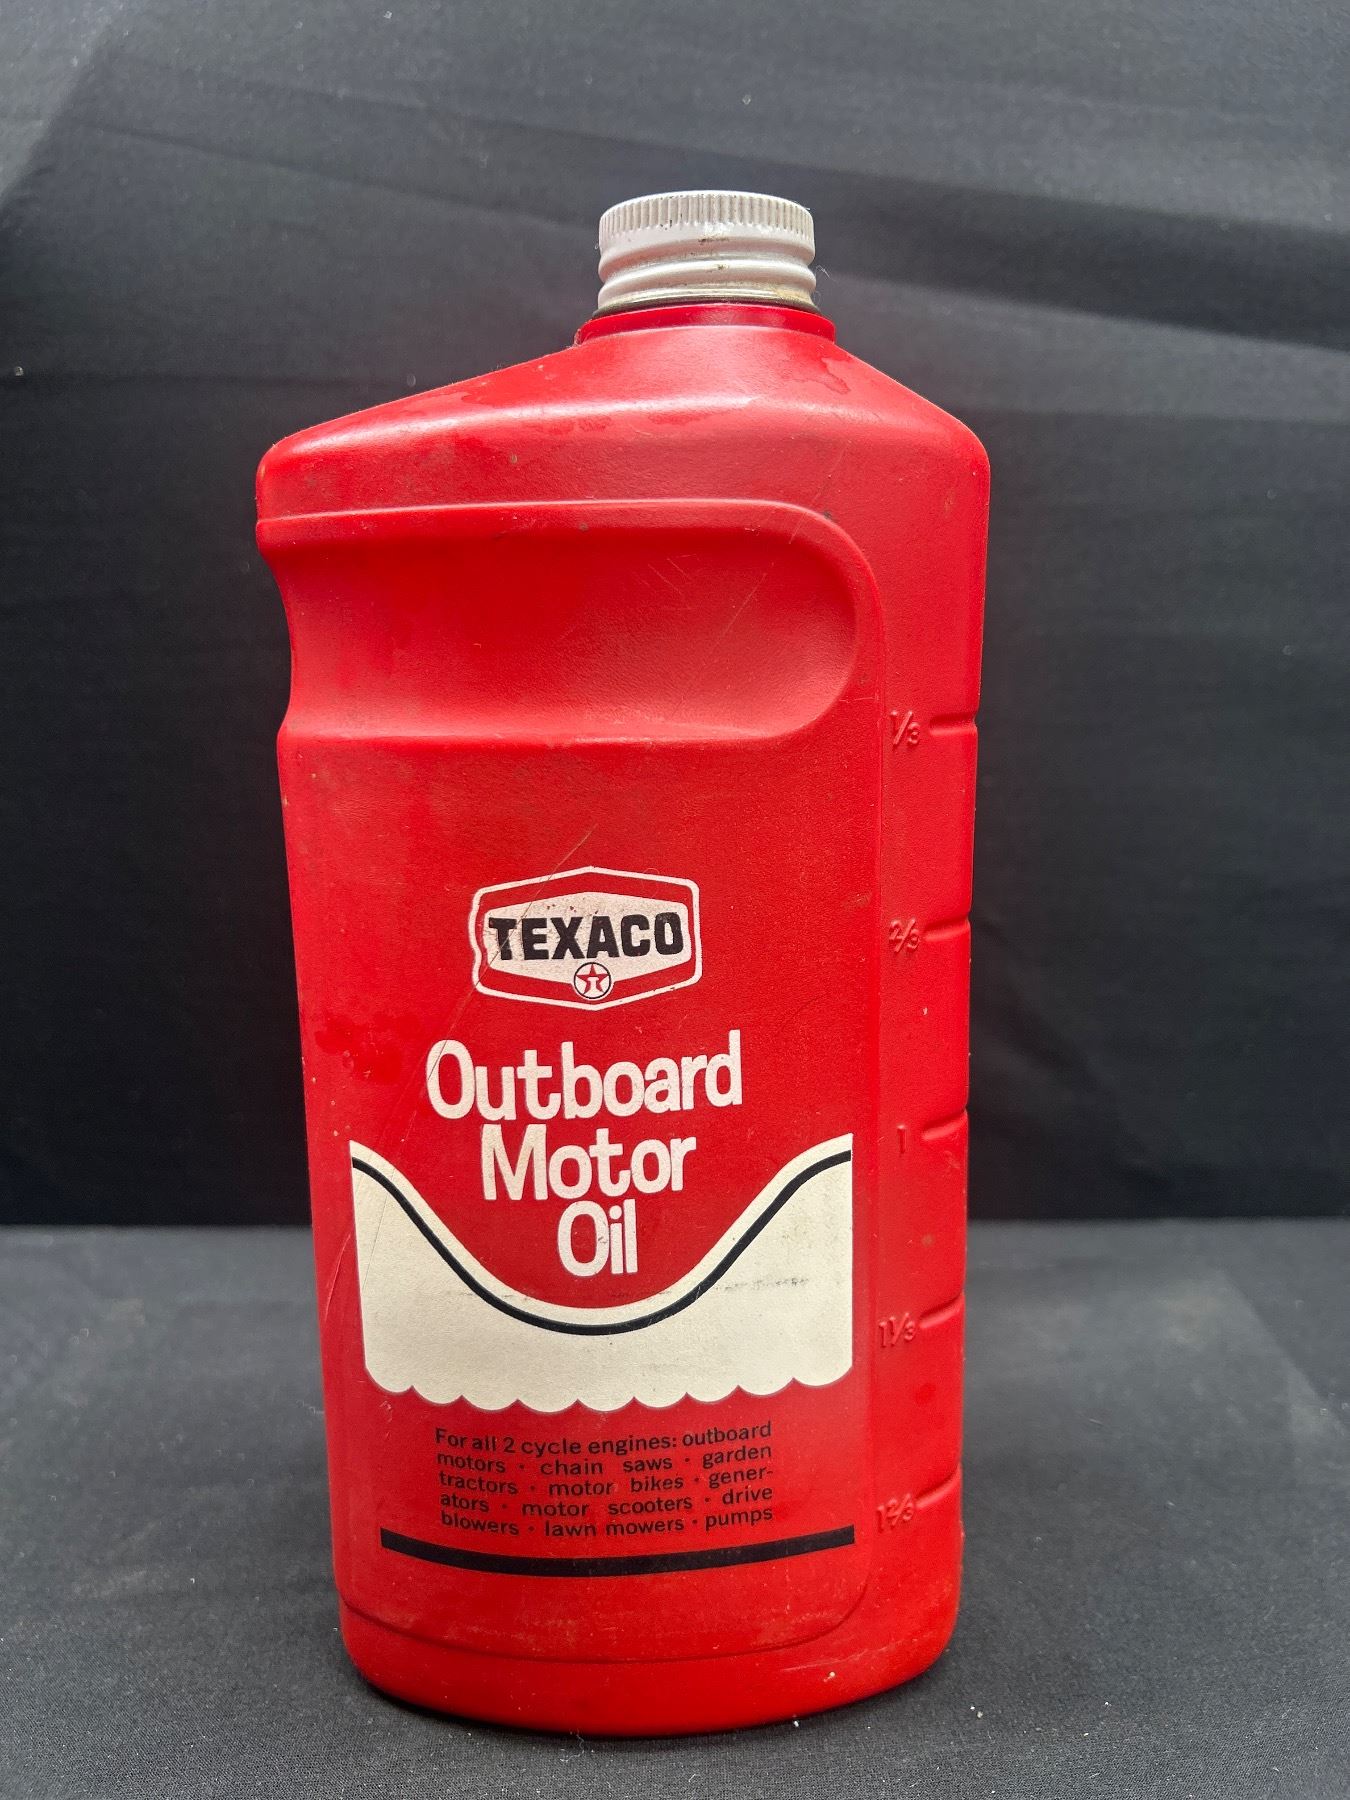 TEXACO
T
Outboard
Motor
Oil
For all 2 cycle engines: outboard
motors · chain saws · garden
tractors · motor bikes · gener-
ators · motor scooters · drive
blowers · lawn mowers · pumps
1/3
2/3
1
1 1/3
1 2/3